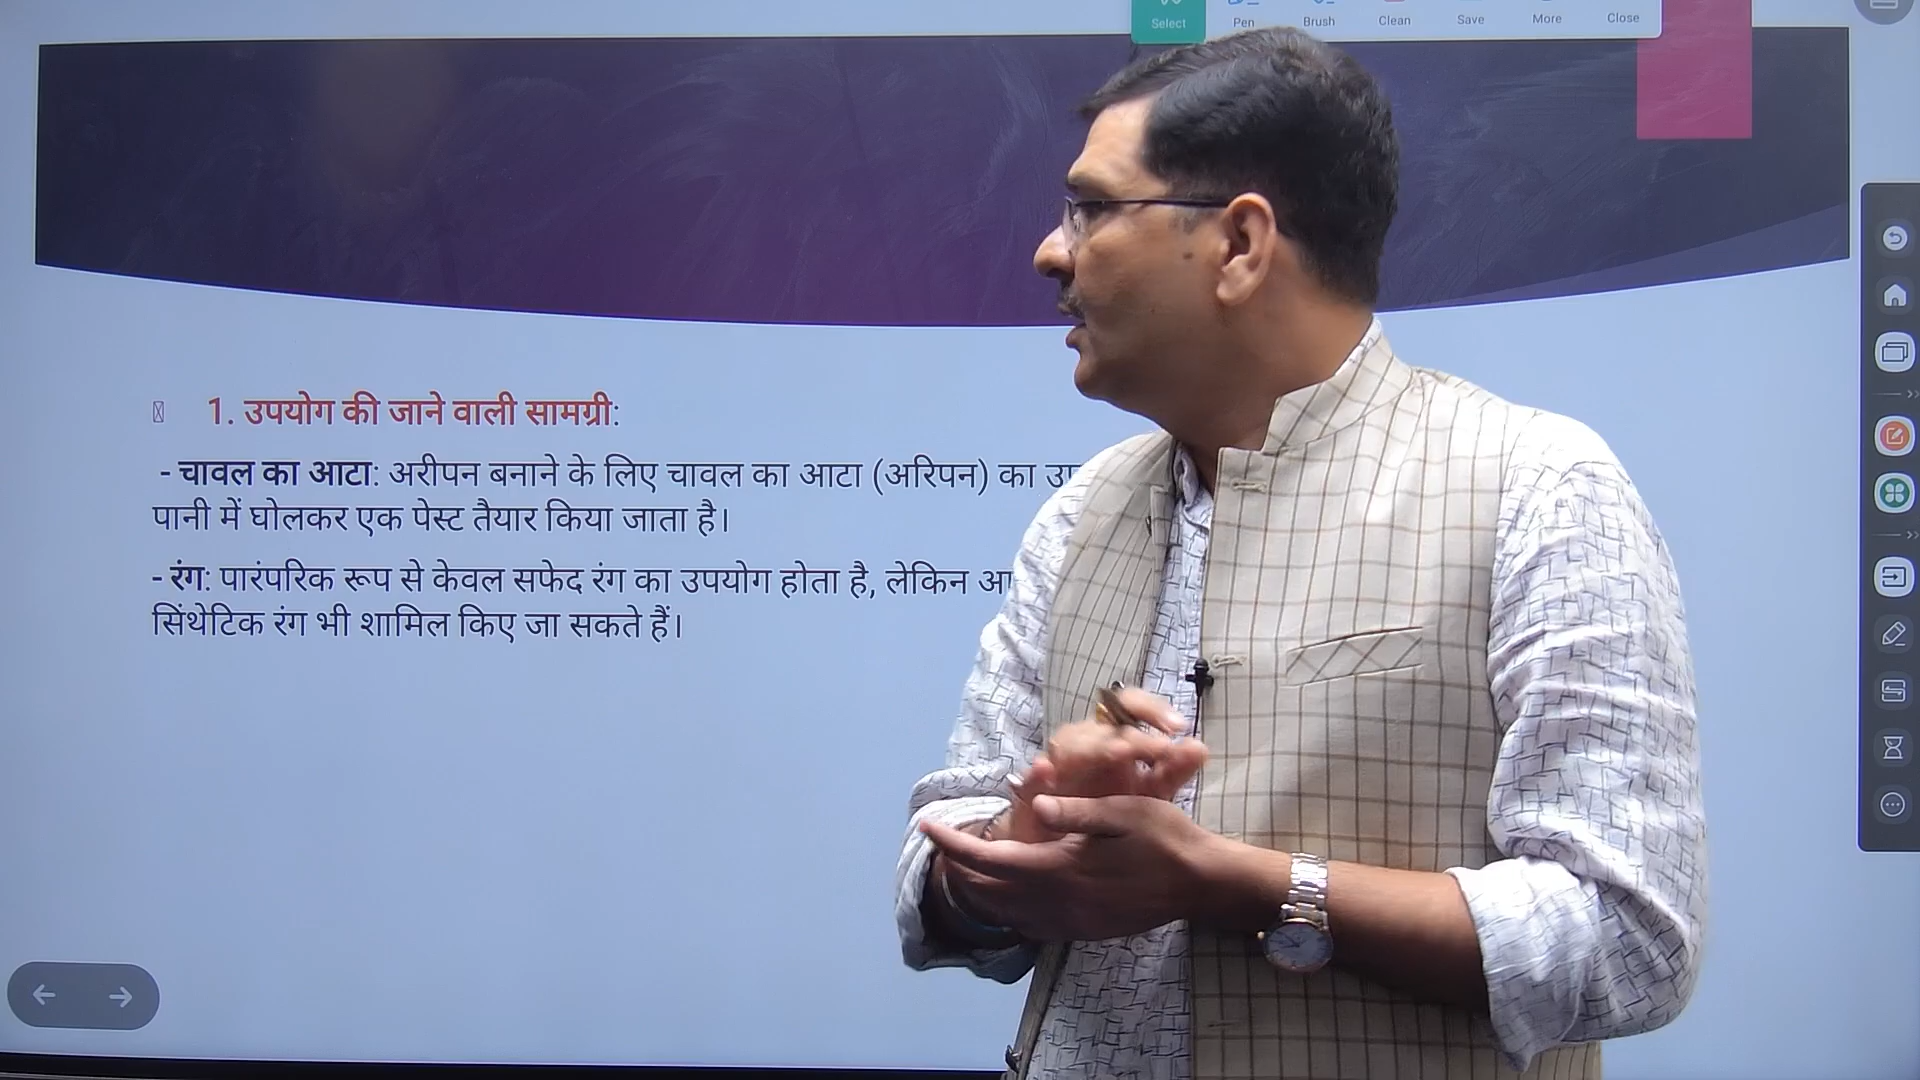 Select Pen Brush Clean Save More Close
1. उपयोग की जाने वाली सामग्री:
- चावल का आटा: अरीपन बनाने के लिए चावल का आटा (अरिपन) का
पानी में घोलकर एक पेस्ट तैयार किया जाता है।
- रंग: पारंपरिक रूप से केवल सफेद रंग का उपयोग होता है, लेकिन
सिंथेटिक रंग भी शामिल किए जा सकते हैं।